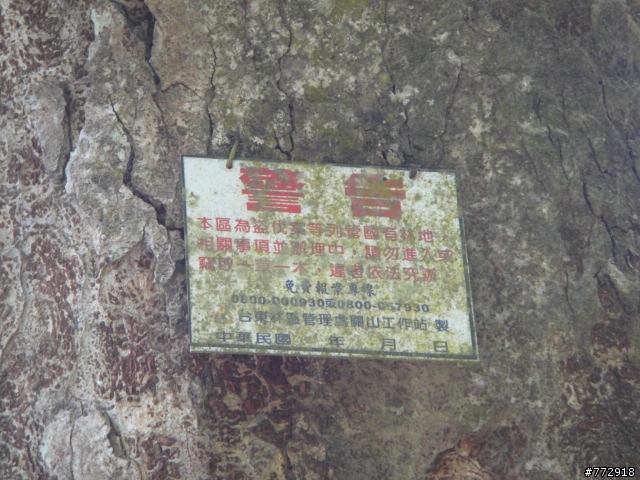 警告
本區為盜伐案等列管國有林地，
相關事項並辦理中，請勿進入或
竊取一草一木，違者依法究辦
免費報案專線
0800-000930或0800-057930
台東林區管理處關山工作站 製
中華民國 年 月 日
#772918